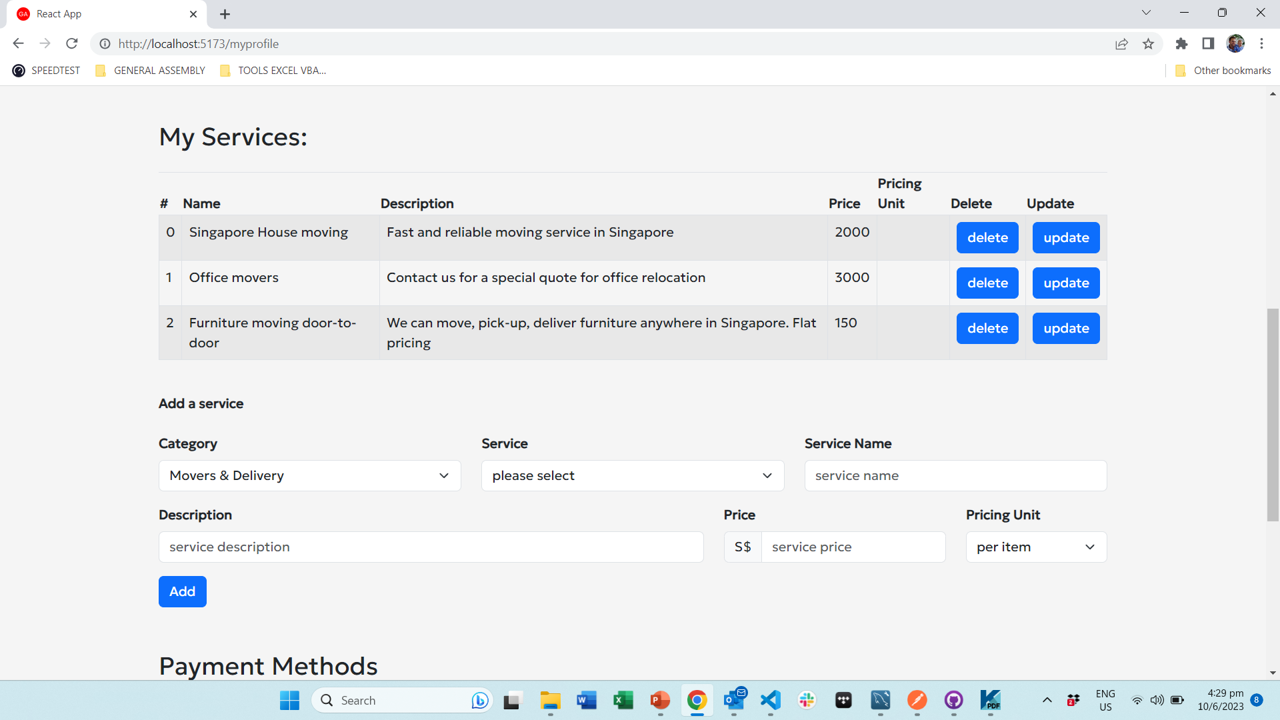 React App
http://localhost:5173/myprofile
SPEEDTEST GENERAL ASSEMBLY TOOLS EXCEL VBA... Other bookmarks
My Services:
# Name Description Price Pricing Unit Delete Update
0 Singapore House moving Fast and reliable moving service in Singapore 2000 delete update
1 Office movers Contact us for a special quote for office relocation 3000 delete update
2 Furniture moving door-to- We can move, pick-up, deliver furniture anywhere in Singapore. Flat 150 delete update
door pricing
Add a service
Category Service Service Name
Movers & Delivery please select service name
Description Price Pricing Unit
service description S$ service price per item
Add
Payment Methods
Search ENG 4:29 pm
US 10/6/2023 8